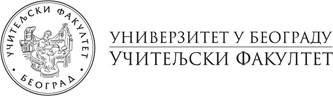 УЧИТЕЉСКИ ФАКУЛТЕТ
БЕОГРАД
УНИВЕРЗИТЕТ У БЕОГРАДУ
УЧИТЕЉСКИ ФАКУЛТЕТ